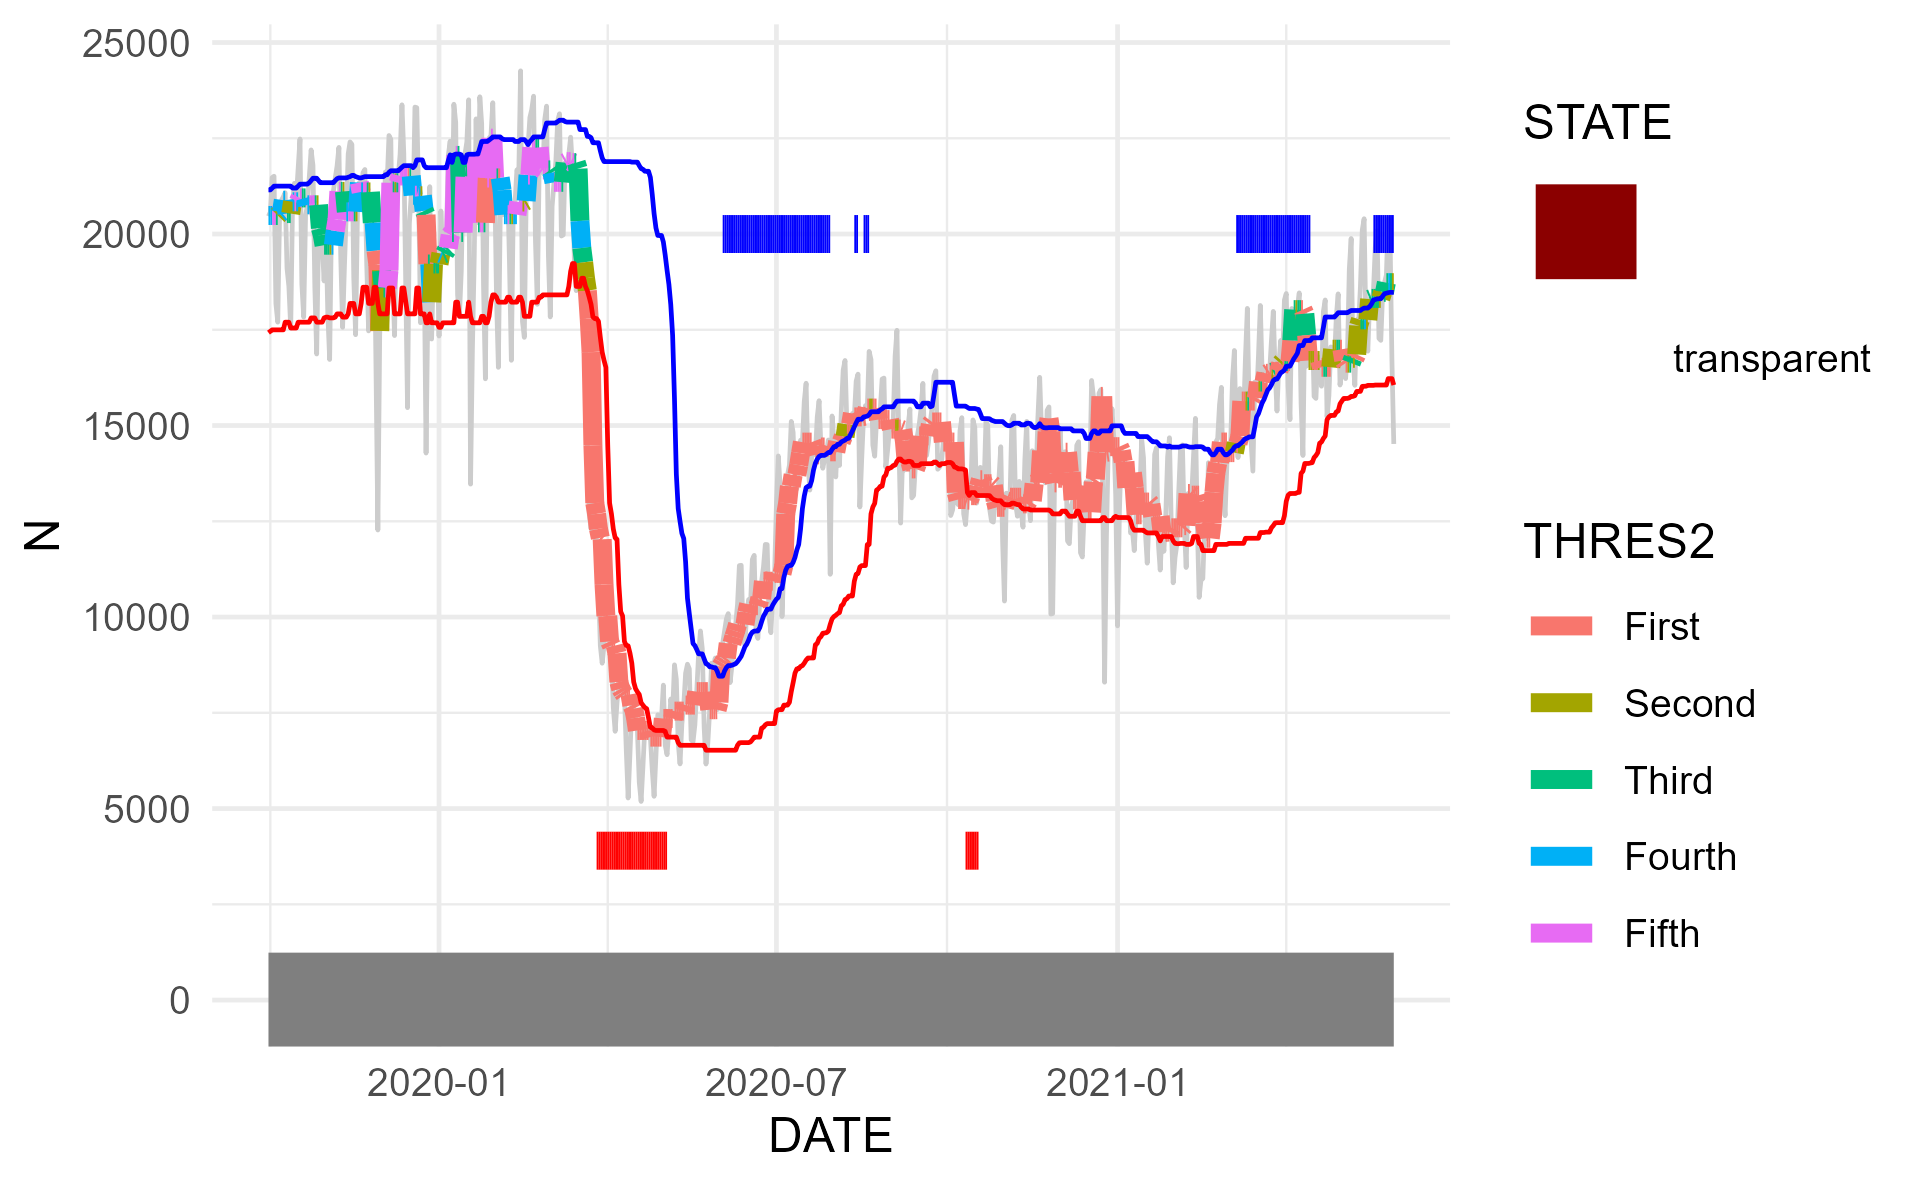 25000
20000
15000
10000
5000
0
N
2020-01
2020-07
2021-01
DATE
STATE
transparent
THRES2
First
Second
Third
Fourth
Fifth